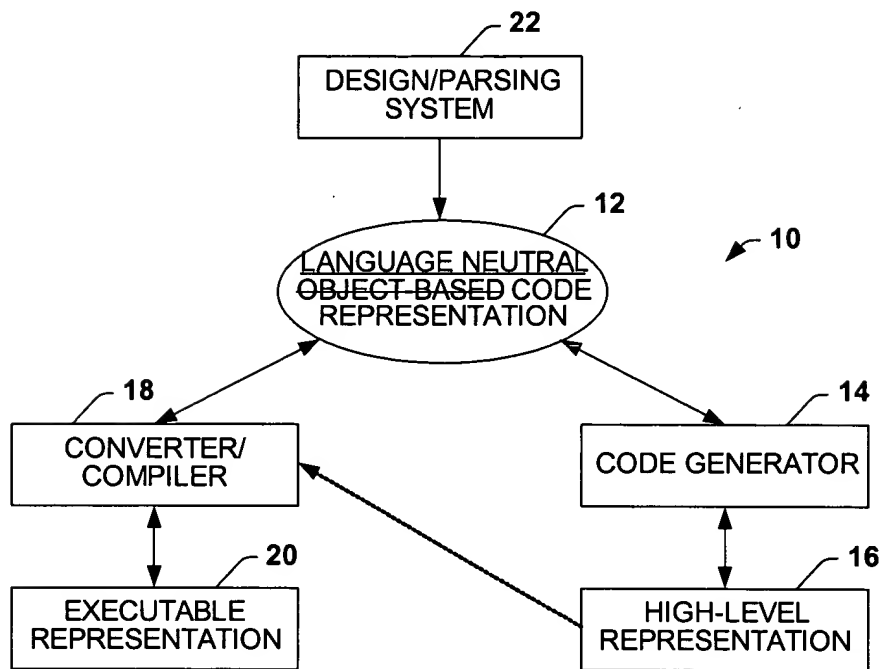 22
DESIGN/PARSING
SYSTEM
12
10
LANGUAGE NEUTRAL
OBJECT-BASED CODE
REPRESENTATION
18
14
CONVERTER/
COMPILER
CODE GENERATOR
20
16
EXECUTABLE
REPRESENTATION
HIGH-LEVEL
REPRESENTATION